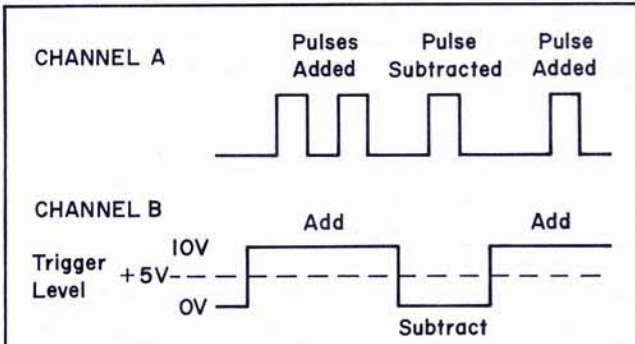 CHANNEL A
Pulses Added
Pulse Subtracted
Pulse Added
CHANNEL B
Add
Add
10V
Trigger Level
+5V
0V
Subtract